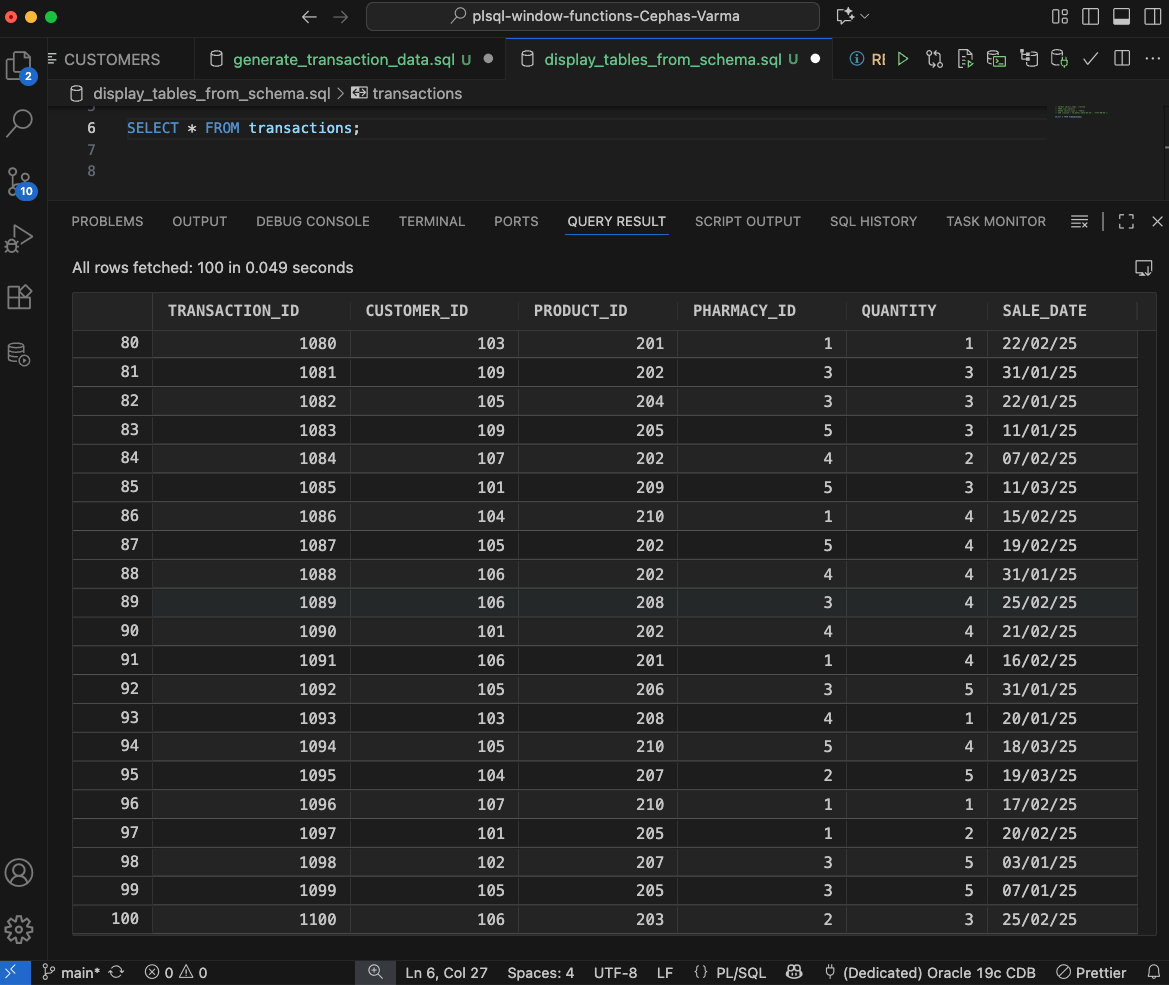 plsql-window-functions-Cephas-Varma
CUSTOMERS generate_transaction_data.sql U display_tables_from_schema.sql U
2
display_tables_from_schema.sql > transactions
6 SELECT * FROM transactions;
7
8
10
PROBLEMS OUTPUT DEBUG CONSOLE TERMINAL PORTS QUERY RESULT SCRIPT OUTPUT SQL HISTORY TASK MONITOR
All rows fetched: 100 in 0.049 seconds
TRANSACTION_ID CUSTOMER_ID PRODUCT_ID PHARMACY_ID QUANTITY SALE_DATE
80 1080 103 201 1 1 22/02/25
81 1081 109 202 3 3 31/01/25
82 1082 105 204 3 3 22/01/25
83 1083 109 205 5 3 11/01/25
84 1084 107 202 4 2 07/02/25
85 1085 101 209 5 3 11/03/25
86 1086 104 210 1 4 15/02/25
87 1087 105 202 5 4 19/02/25
88 1088 106 202 4 4 31/01/25
89 1089 106 208 3 4 25/02/25
90 1090 101 202 4 4 21/02/25
91 1091 106 201 1 4 16/02/25
92 1092 105 206 3 5 31/01/25
93 1093 103 208 4 1 20/01/25
94 1094 105 210 5 4 18/03/25
95 1095 104 207 2 5 19/03/25
96 1096 107 210 1 1 17/02/25
97 1097 101 205 1 2 20/02/25
98 1098 102 207 3 5 03/01/25
99 1099 105 205 3 5 07/01/25
100 1100 106 203 2 3 25/02/25
main* 0 0 Ln 6, Col 27 Spaces: 4 UTF-8 LF {} PL/SQL (Dedicated) Oracle 19c CDB Prettier